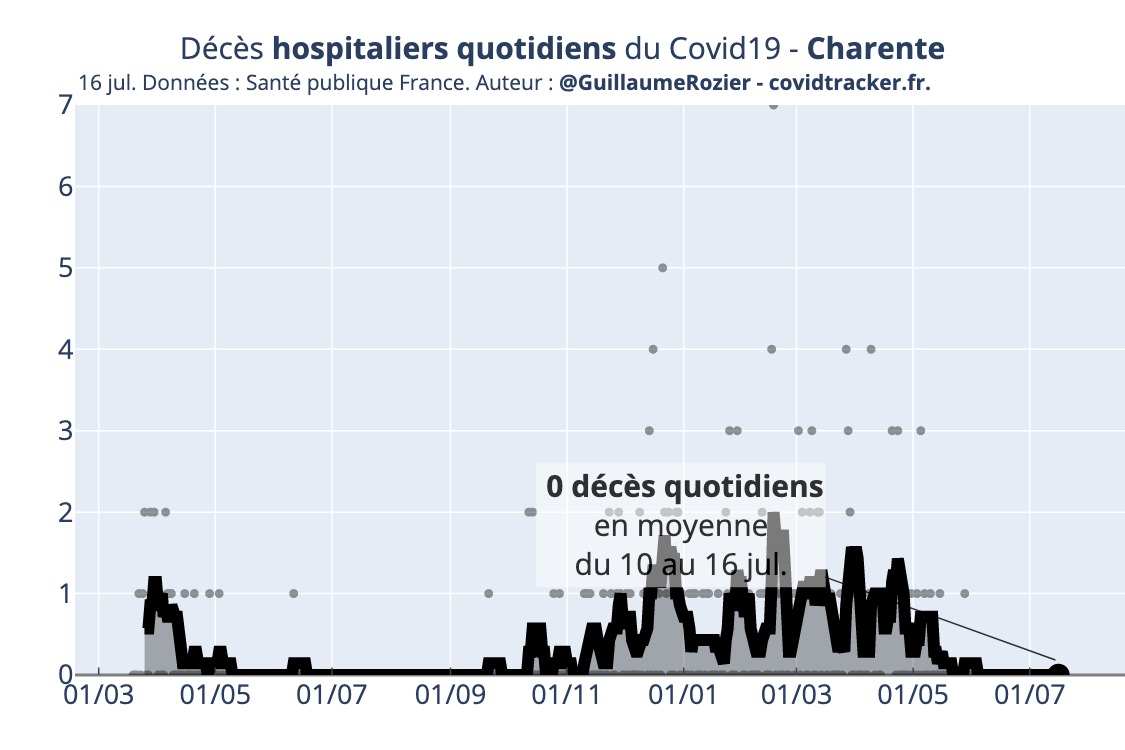 Décès hospitaliers quotidiens du Covid19 - Charente
16 jul. Données : Santé publique France. Auteur : @GuillaumeRozier - covidtracker.fr.
7
6
5
4
3
2
1
0
0 décès quotidiens
en moyenne
du 10 au 16 jul.
01/03 01/05 01/07 01/09 01/11 01/01 01/03 01/05 01/07